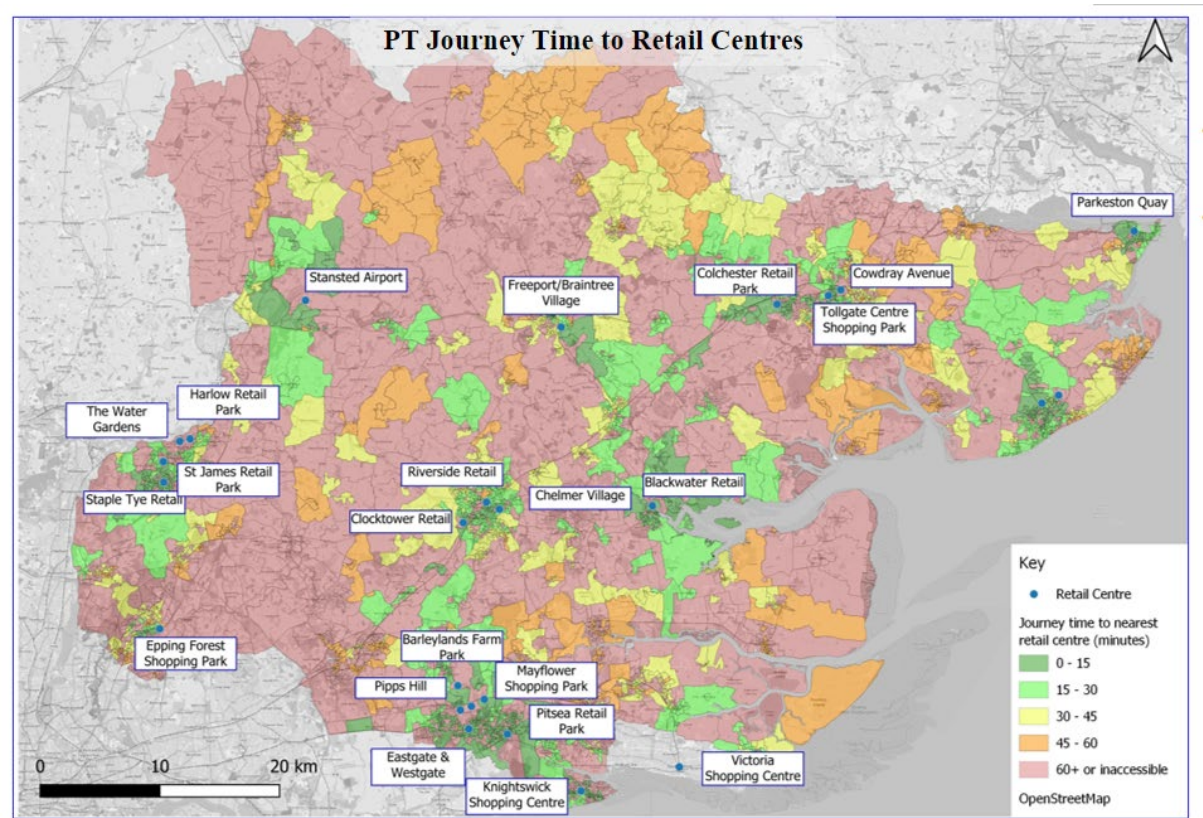 PT Journey Time to Retail Centres
Parkeston Quay
Stansted Airport
Freeport/Braintree
Village
Colchester Retail
Park
Cowdray Avenue
Tollgate Centre
Shopping Park
Harlow Retail
Park
The Water
Gardens
St James Retail
Park
Staple Tye Retail
Riverside Retail
Chelmer Village
Blackwater Retail
Clocktower Retail
Epping Forest
Shopping Park
Barleylands Farm
Park
Mayflower
Shopping Park
Pipps Hill
Pitsea Retail
Park
Eastgate &
Westgate
Knightswick
Shopping Centre
Victoria
Shopping Centre
0 10 20 km
Key
Retail Centre
Journey time to nearest
retail centre (minutes)
0 - 15
15 - 30
30 - 45
45 - 60
60+ or inaccessible
OpenStreetMap